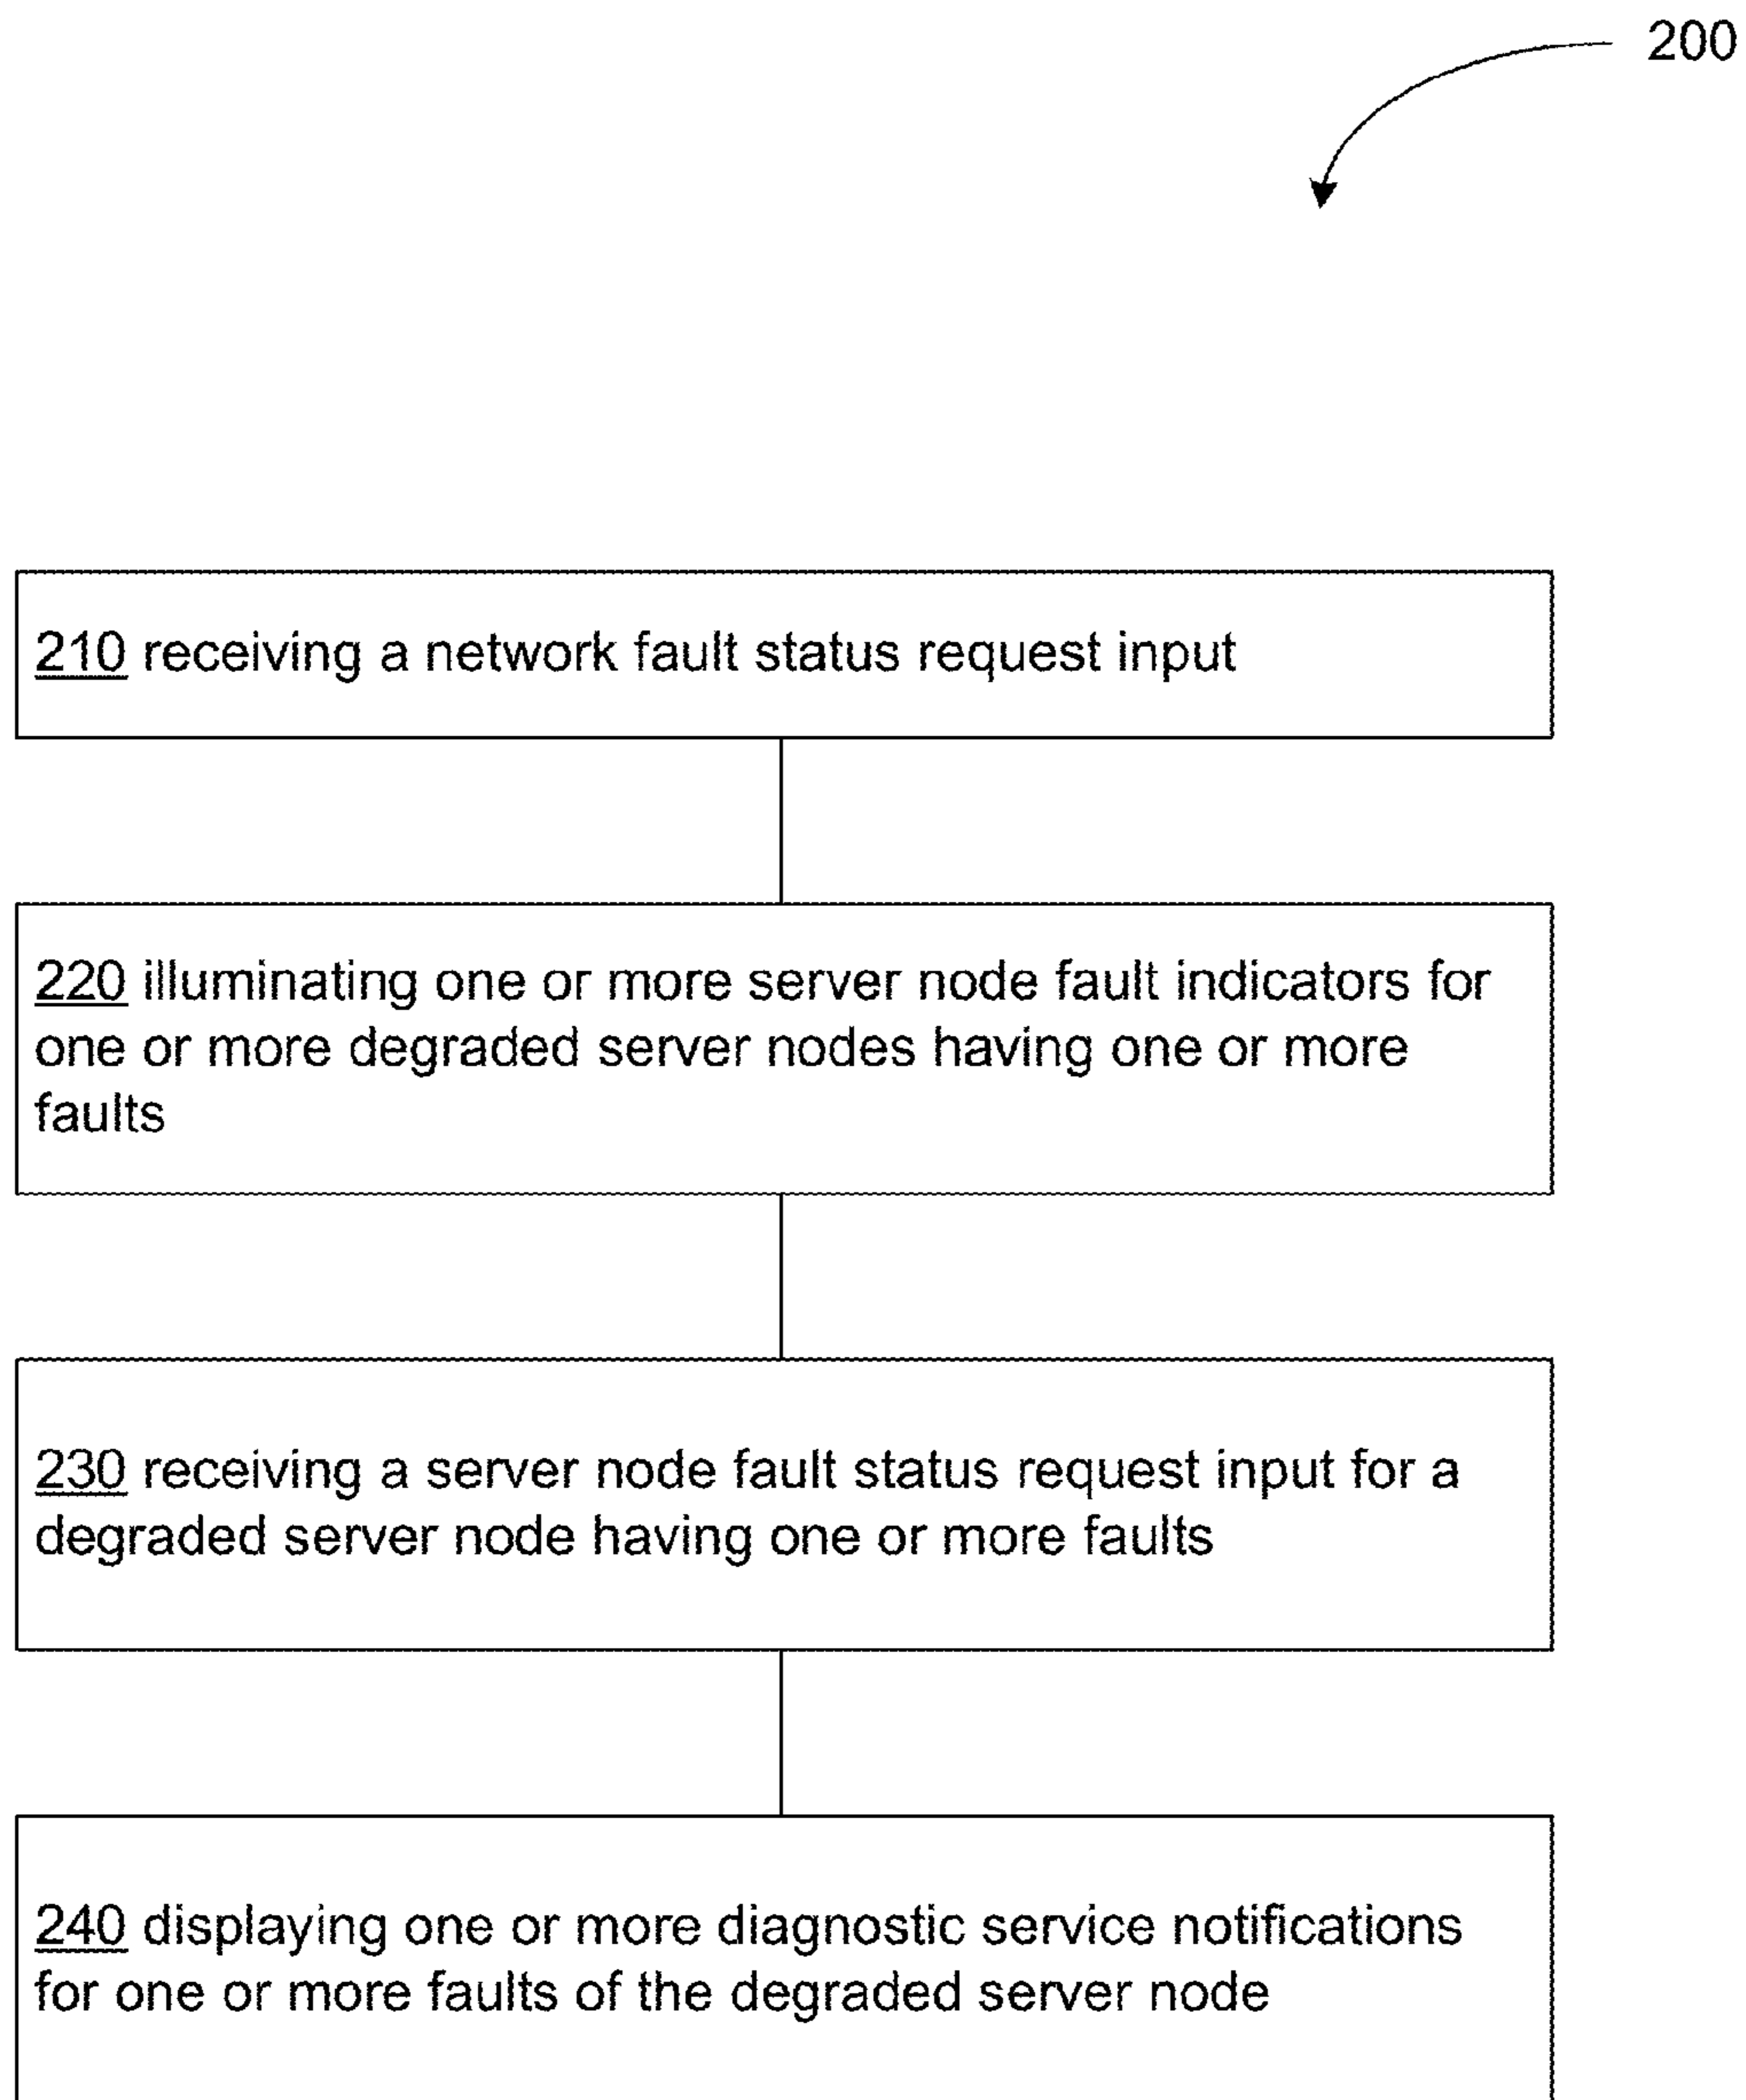 200
210 receiving a network fault status request input
220 illuminating one or more server node fault indicators for
one or more degraded server nodes having one or more
faults
230 receiving a server node fault status request input for a
degraded server node having one or more faults
240 displaying one or more diagnostic service notifications
for one or more faults of the degraded server node